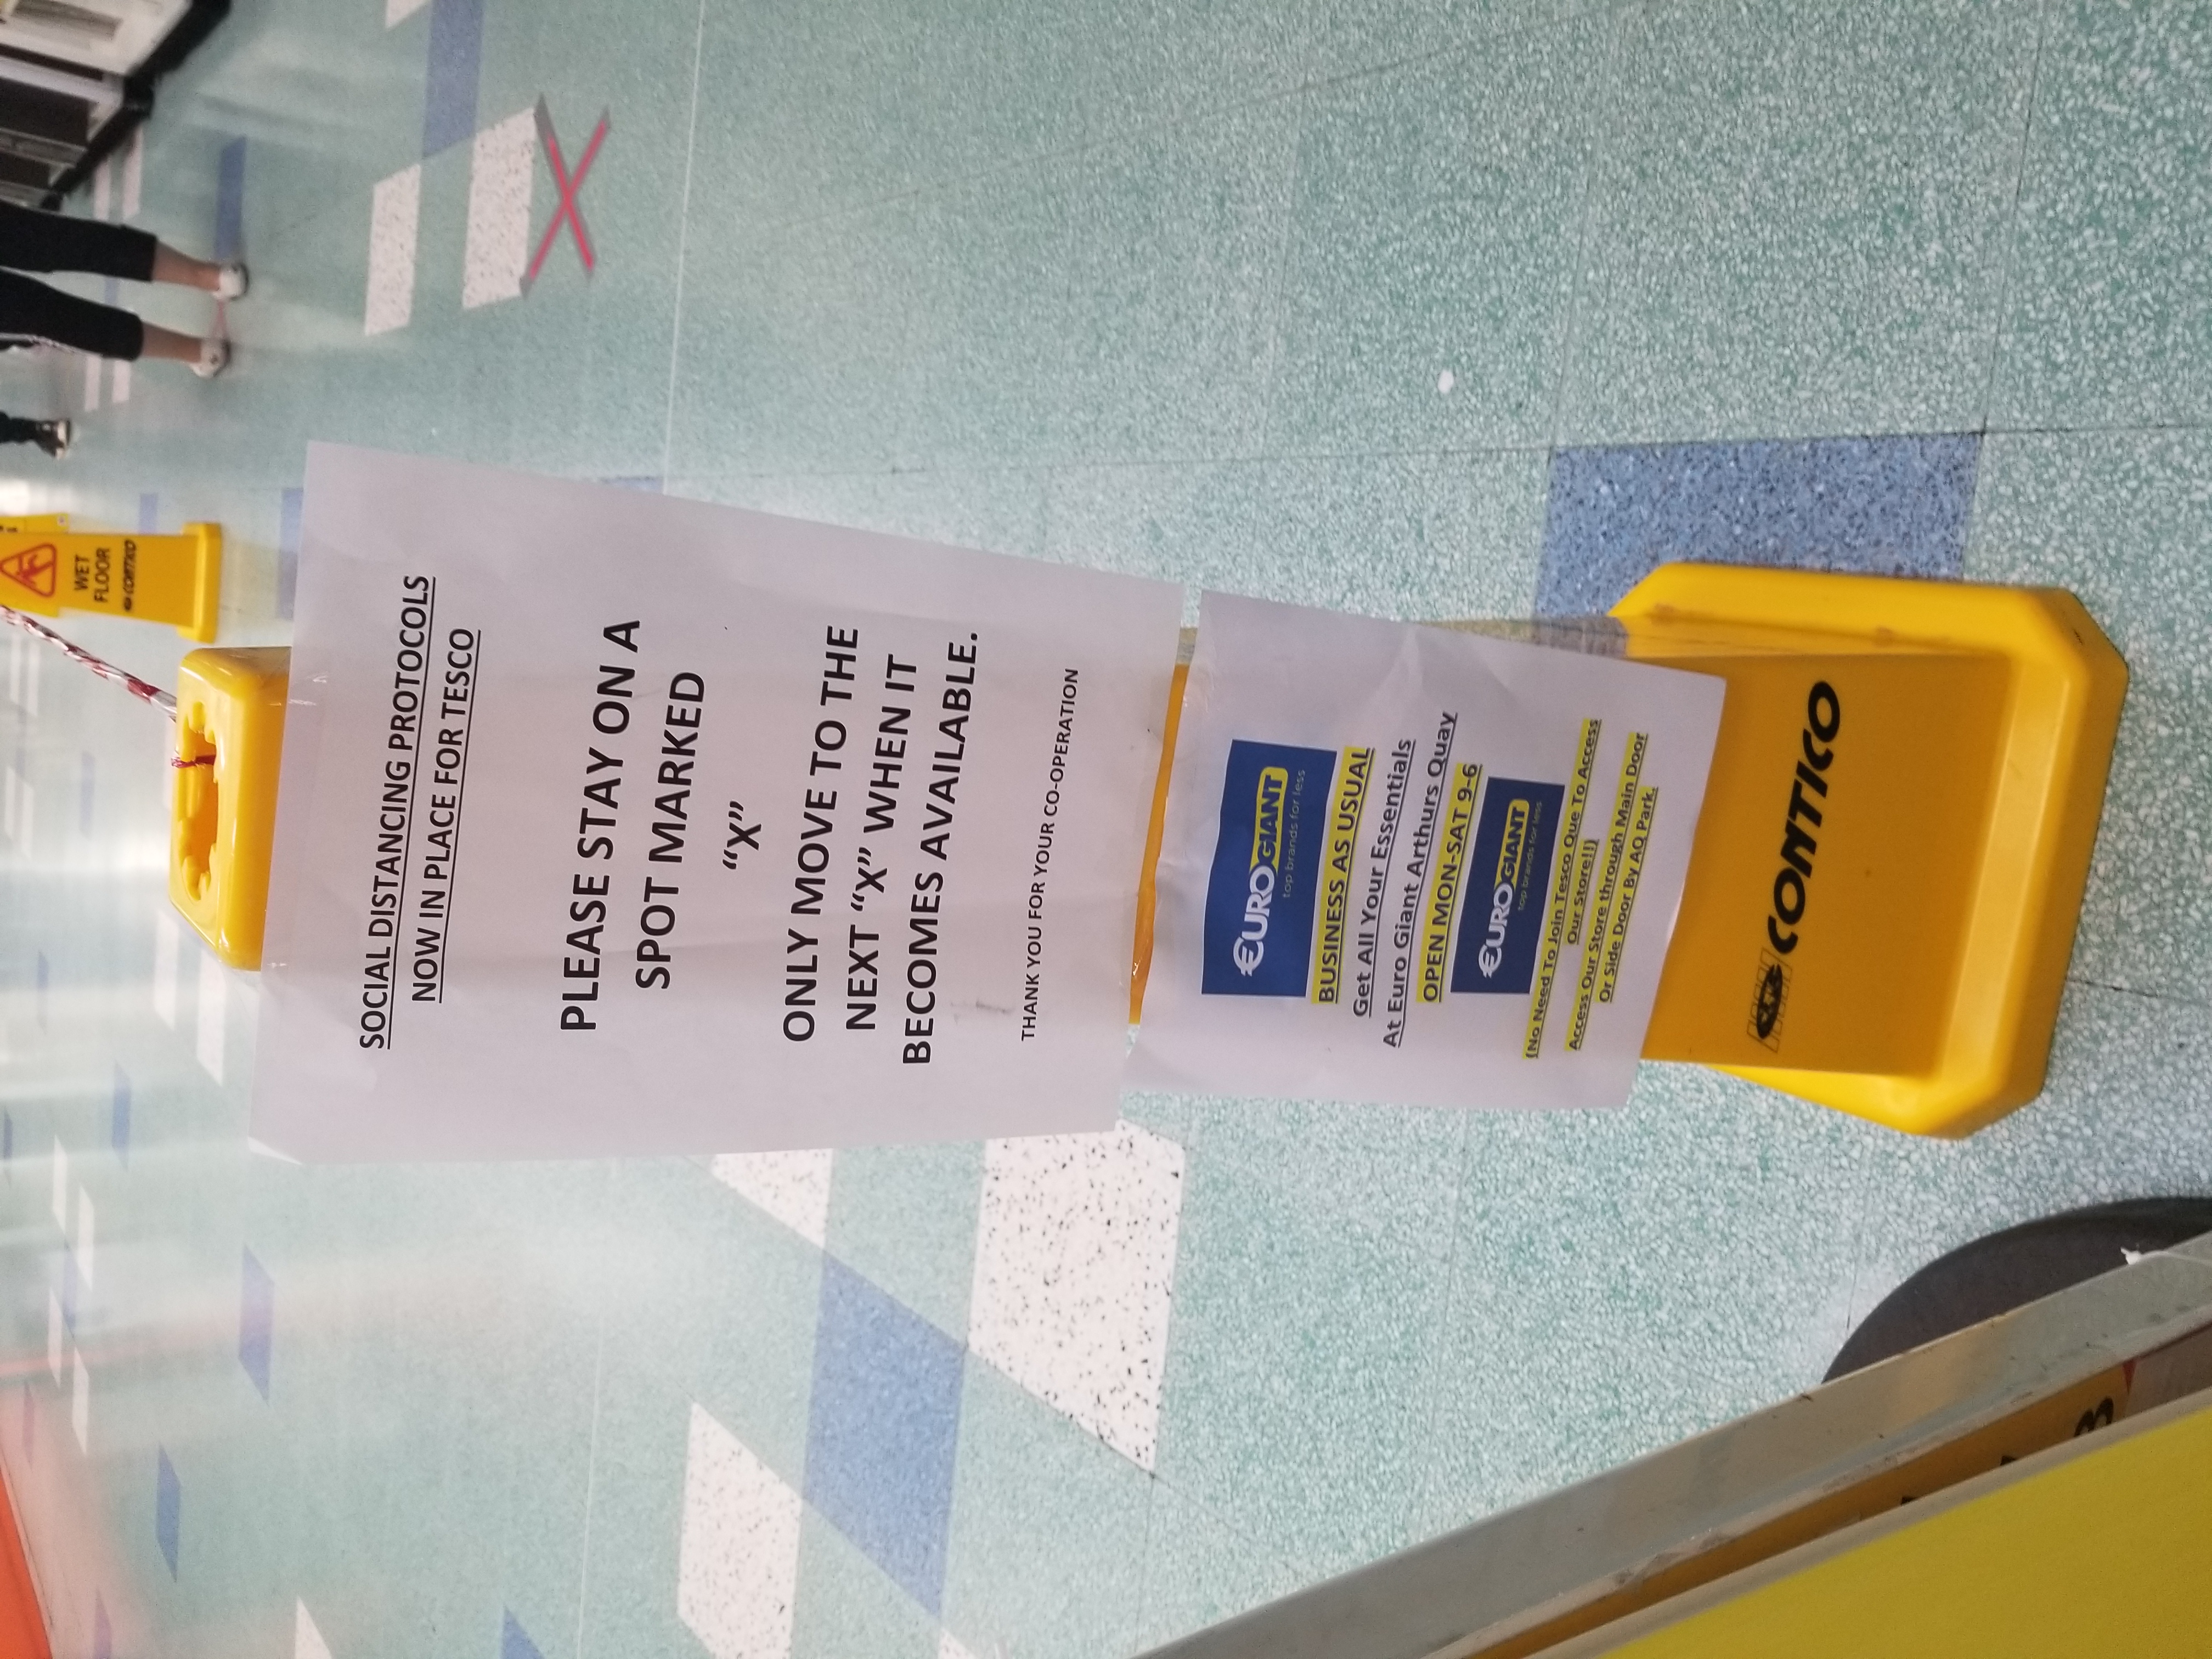 WET
FLOOR
CONTICO
SOCIAL DISTANCING PROTOCOLS
NOW IN PLACE FOR TESCO
PLEASE STAY ON A
SPOT MARKED
“X”
ONLY MOVE TO THE
NEXT “X” WHEN IT
BECOMES AVAILABLE.
THANK YOU FOR YOUR CO-OPERATION
€UROGIANT
top brands for less
BUSINESS AS USUAL
Get All Your Essentials
At Euro Giant Arthurs Quay
OPEN MON-SAT 9-6
€UROGIANT
top brands for less
(No Need To Join Tesco Que To Access
Our Store!!)
Access Our Store through Main Door
Or Side Door By AQ Park.
CONTICO